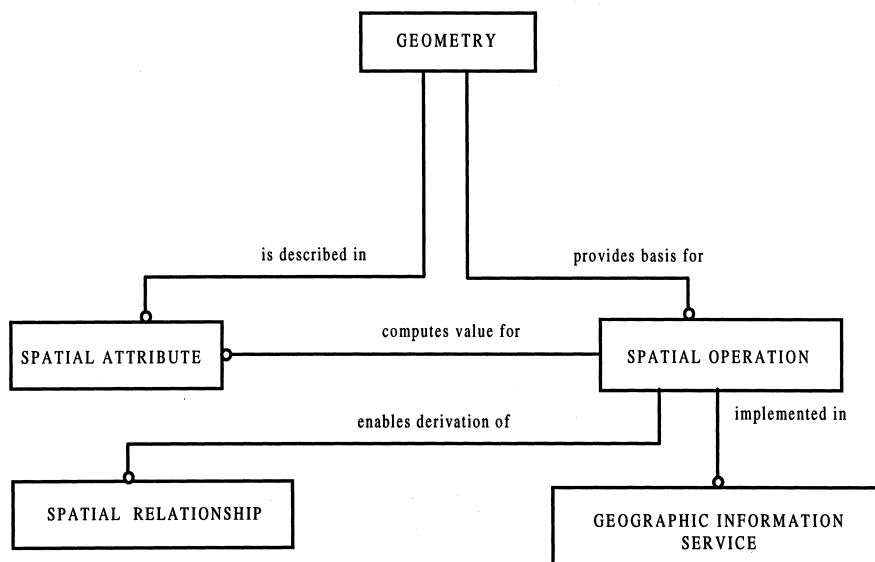 GEOMETRY
is described in
provides basis for
SPATIAL ATTRIBUTE
computes value for
SPATIAL OPERATION
enables derivation of
implemented in
SPATIAL RELATIONSHIP
GEOGRAPHIC INFORMATION
SERVICE